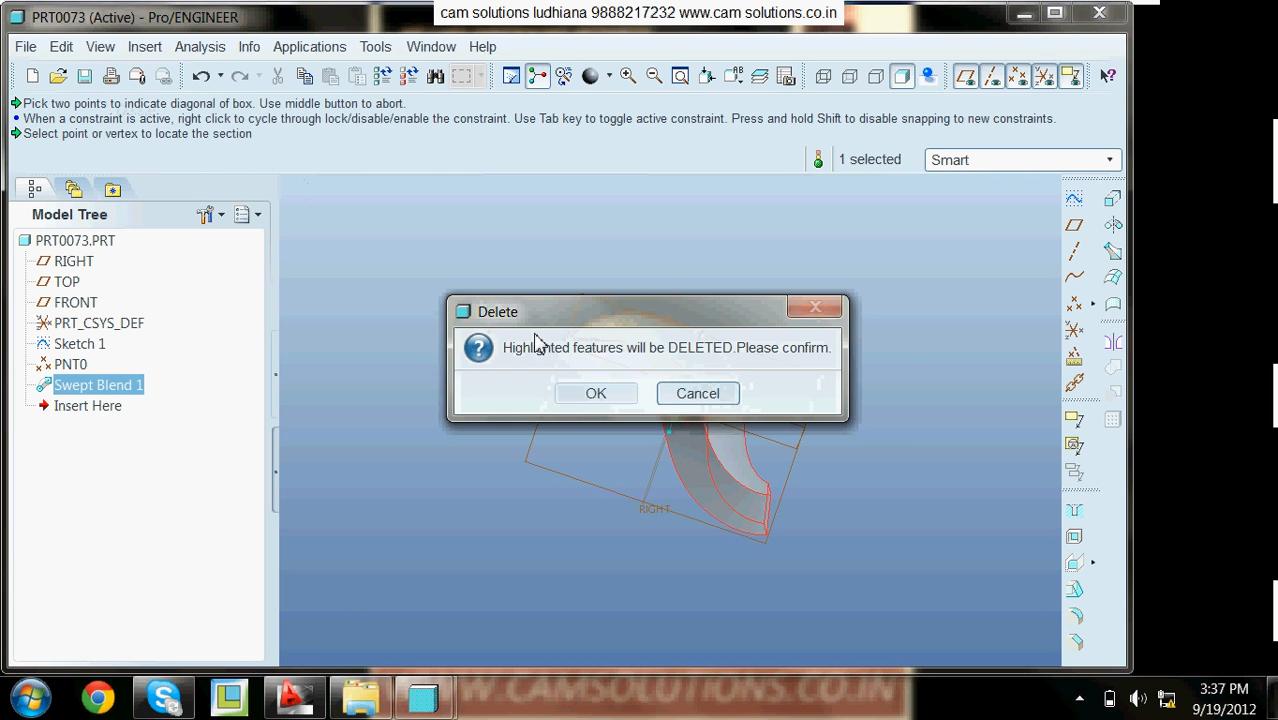 PRT0073 (Active) - Pro/ENGINEER
cam solutions ludhiana 9888217232 www.cam solutions.co.in
File Edit View Insert Analysis Info Applications Tools Window Help
Pick two points to indicate diagonal of box. Use middle button to abort.
When a constraint is active, right click to cycle through lock/disable/enable the constraint. Use Tab key to toggle active constraint. Press and hold Shift to disable snapping to new constraints.
Select point or vertex to locate the section
1 selected
Smart
Model Tree
PRT0073.PRT
RIGHT
TOP
FRONT
PRT_CSYS_DEF
Sketch 1
PNT0
Swept Blend 1
Insert Here
Delete
Highlighted features will be DELETED.Please confirm.
OK
Cancel
RIGHT
3:37 PM
9/19/2012